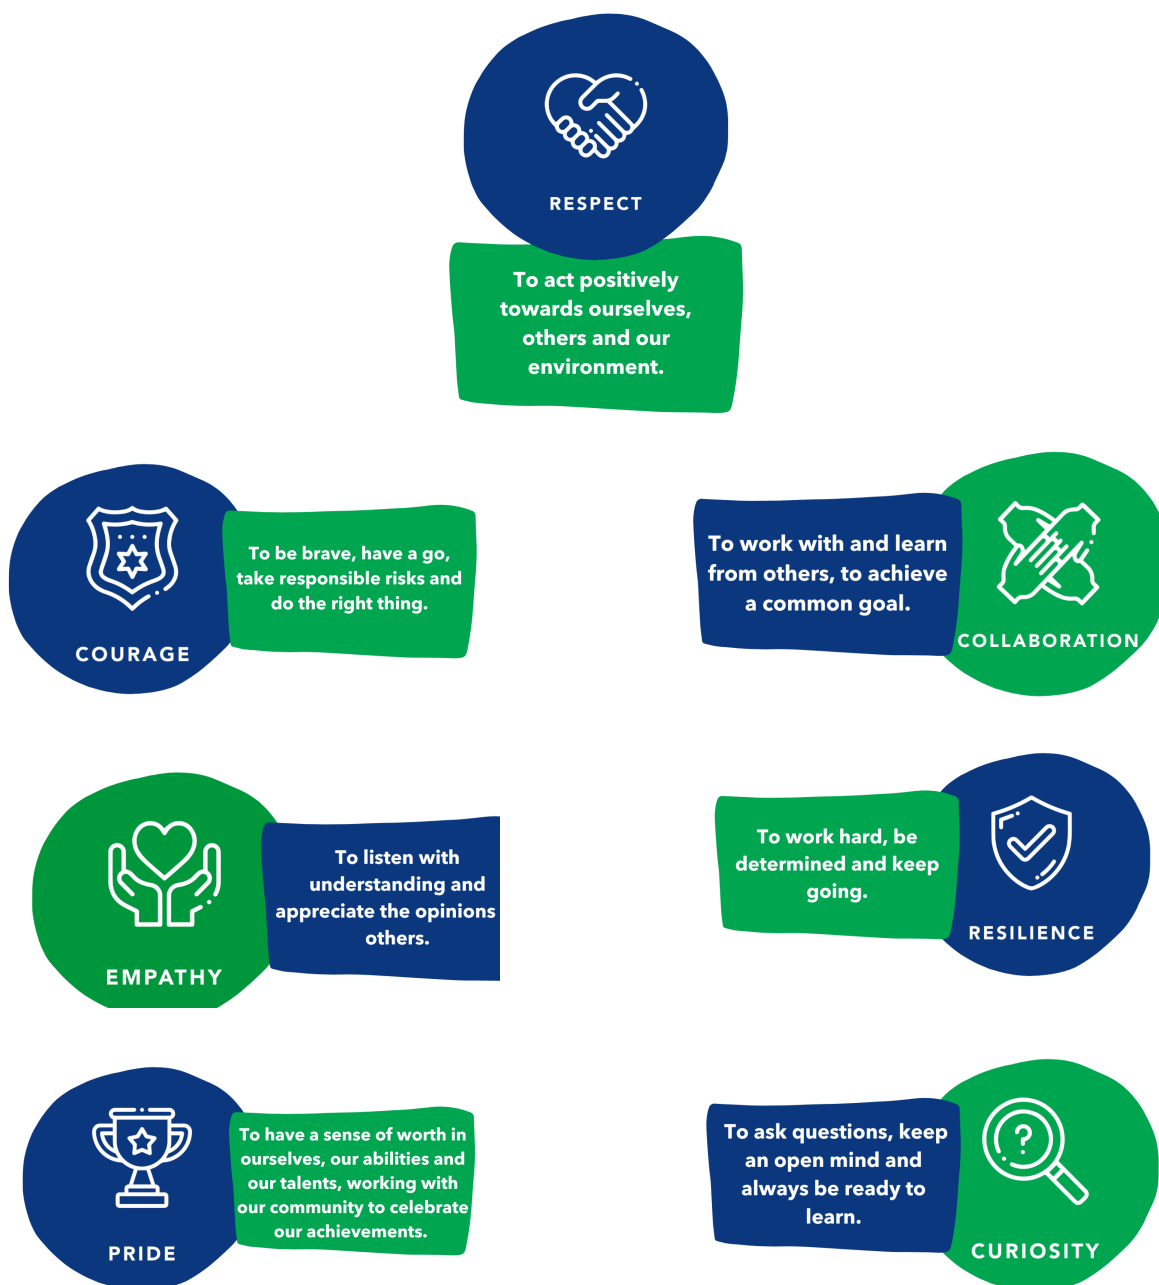 RESPECT
To act positively
towards ourselves,
others and our
environment.
COURAGE
To be brave, have a go,
take responsible risks and
do the right thing.
To work with and learn
from others, to achieve
a common goal.
COLLABORATION
EMPATHY
To listen with
understanding and
appreciate the opinions
others.
To work hard, be
determined and keep
going.
RESILIENCE
PRIDE
To have a sense of worth in
ourselves, our abilities and
our talents, working with
our community to celebrate
our achievements.
To ask questions, keep
an open mind and
always be ready to
learn.
?
CURIOSITY